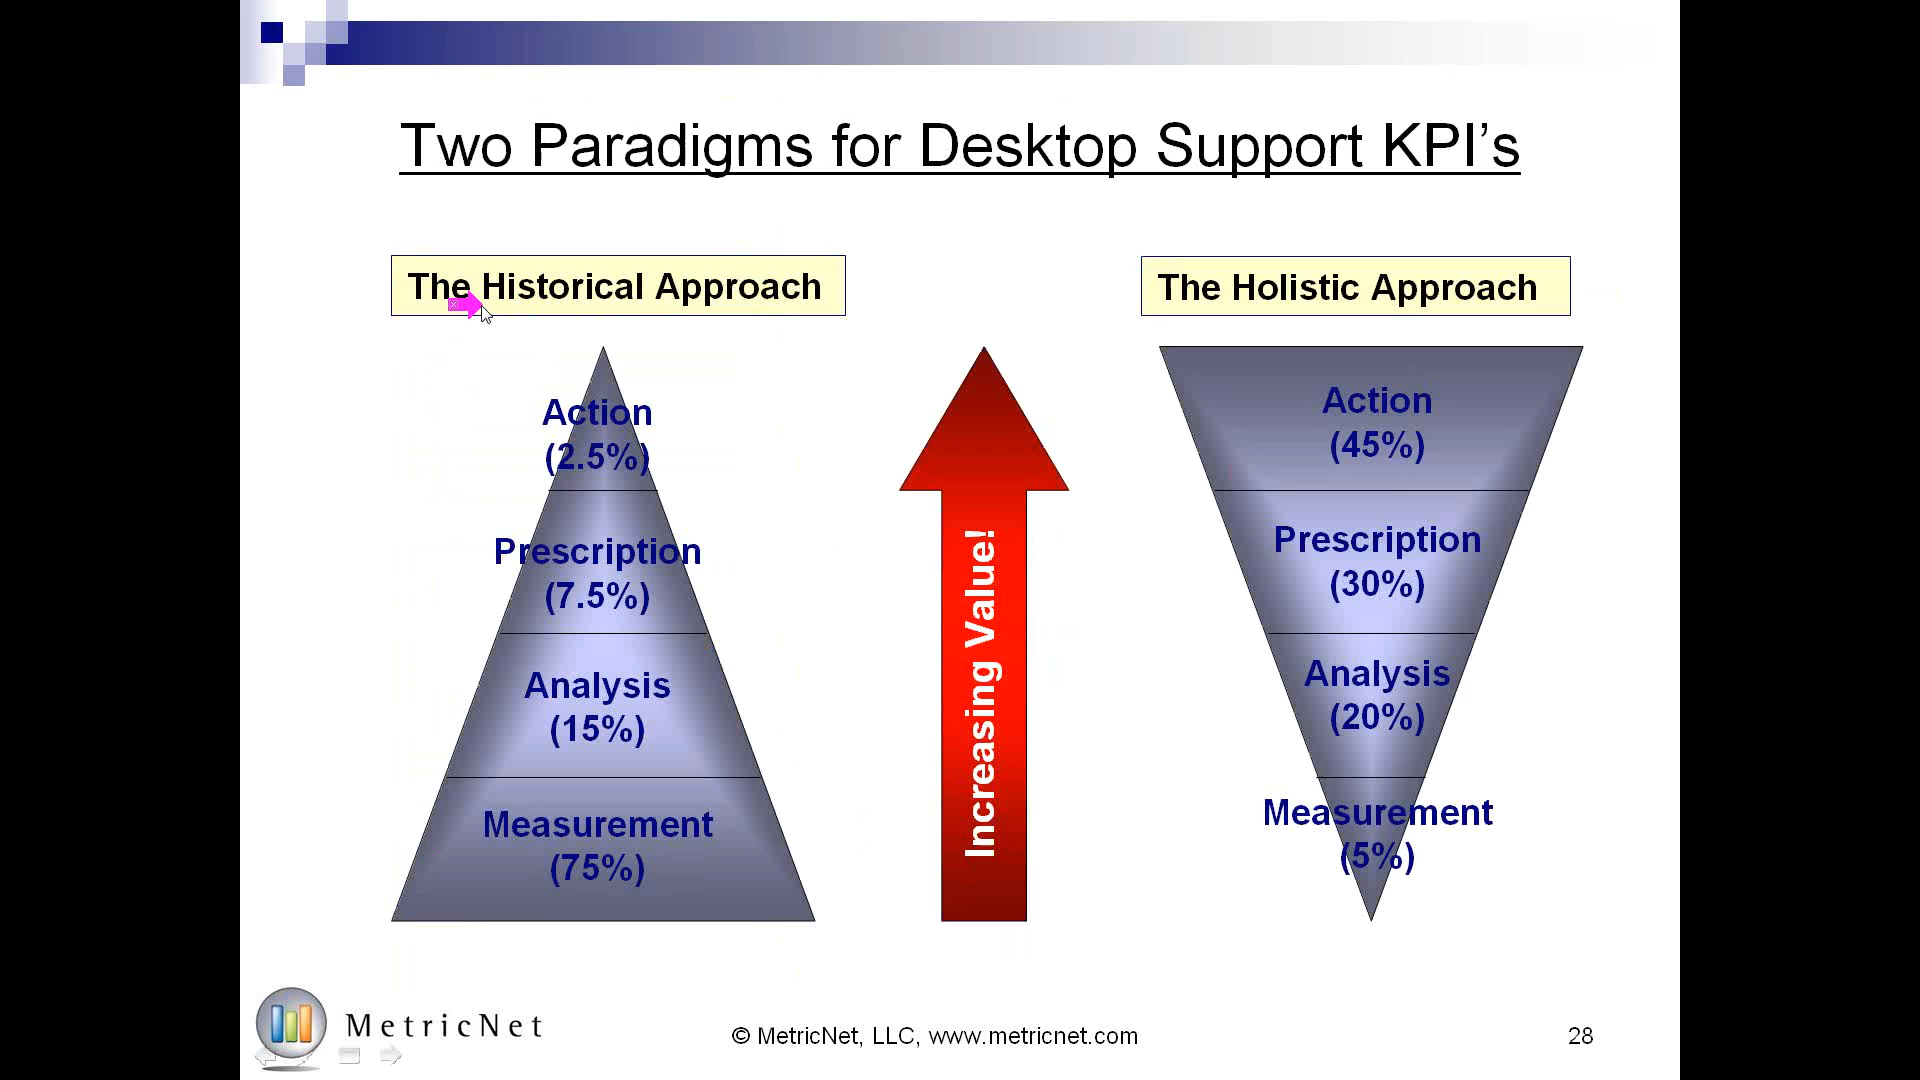 Two Paradigms for Desktop Support KPI’s
The Historical Approach
Action
(2.5%)
Prescription
(7.5%)
Analysis
(15%)
Measurement
(75%)
Increasing Value!
The Holistic Approach
Action
(45%)
Prescription
(30%)
Analysis
(20%)
Measurement
(5%)
MetricNet
© MetricNet, LLC, www.metricnet.com
28